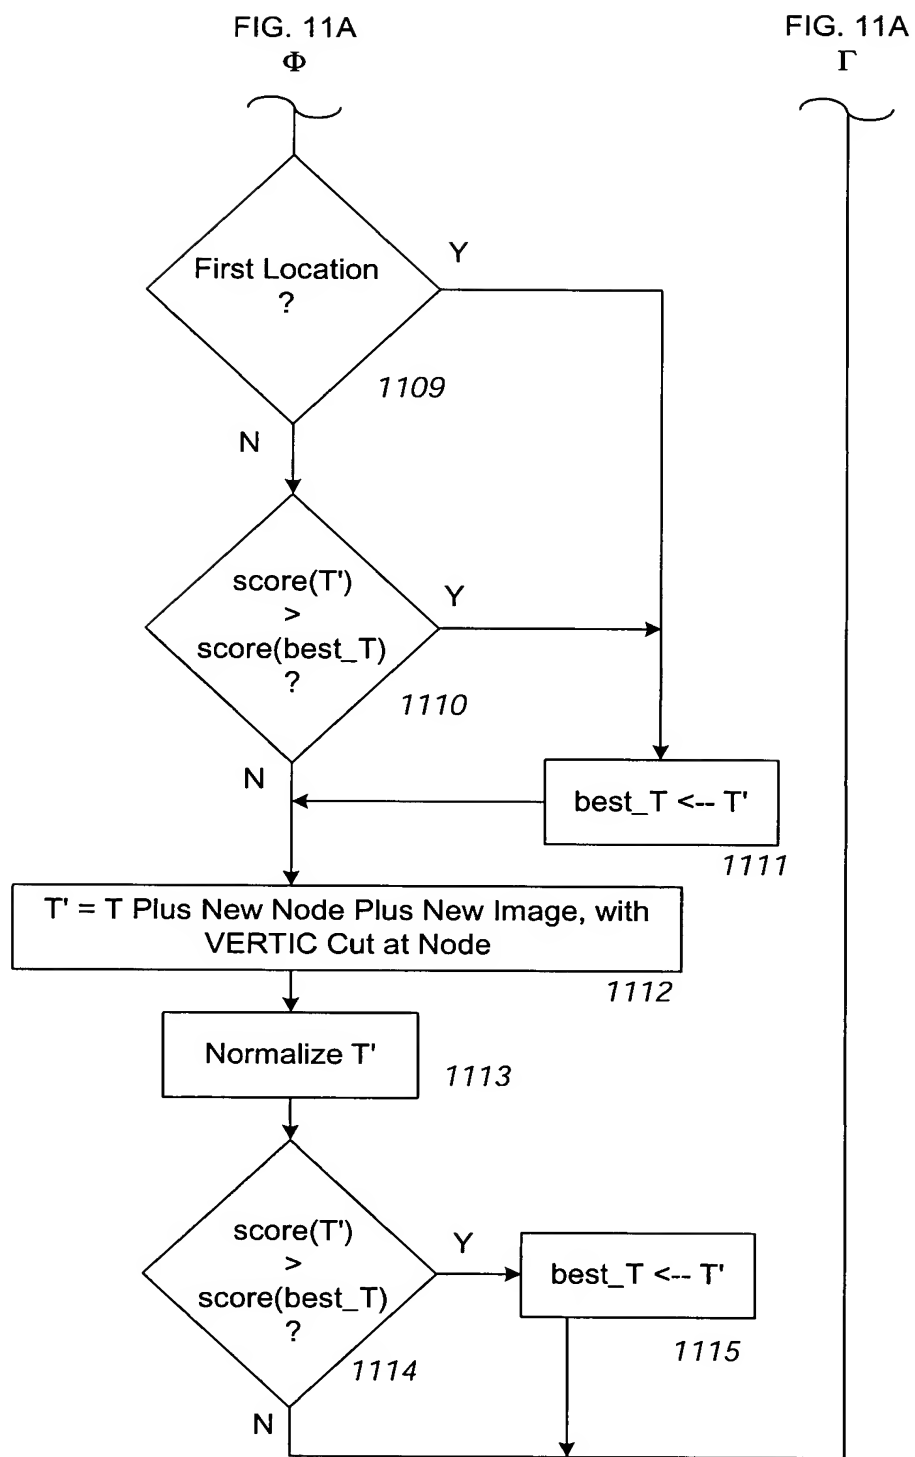 FIG. 11A
Φ
FIG. 11A
Γ
First Location
?
Y
1109
N
score(T')
>
score(best_T)
?
Y
1110
N
best_T <-- T'
1111
T' = T Plus New Node Plus New Image, with
VERTIC Cut at Node
1112
Normalize T'
1113
score(T')
>
score(best_T)
?
Y
1114
N
best_T <-- T'
1115